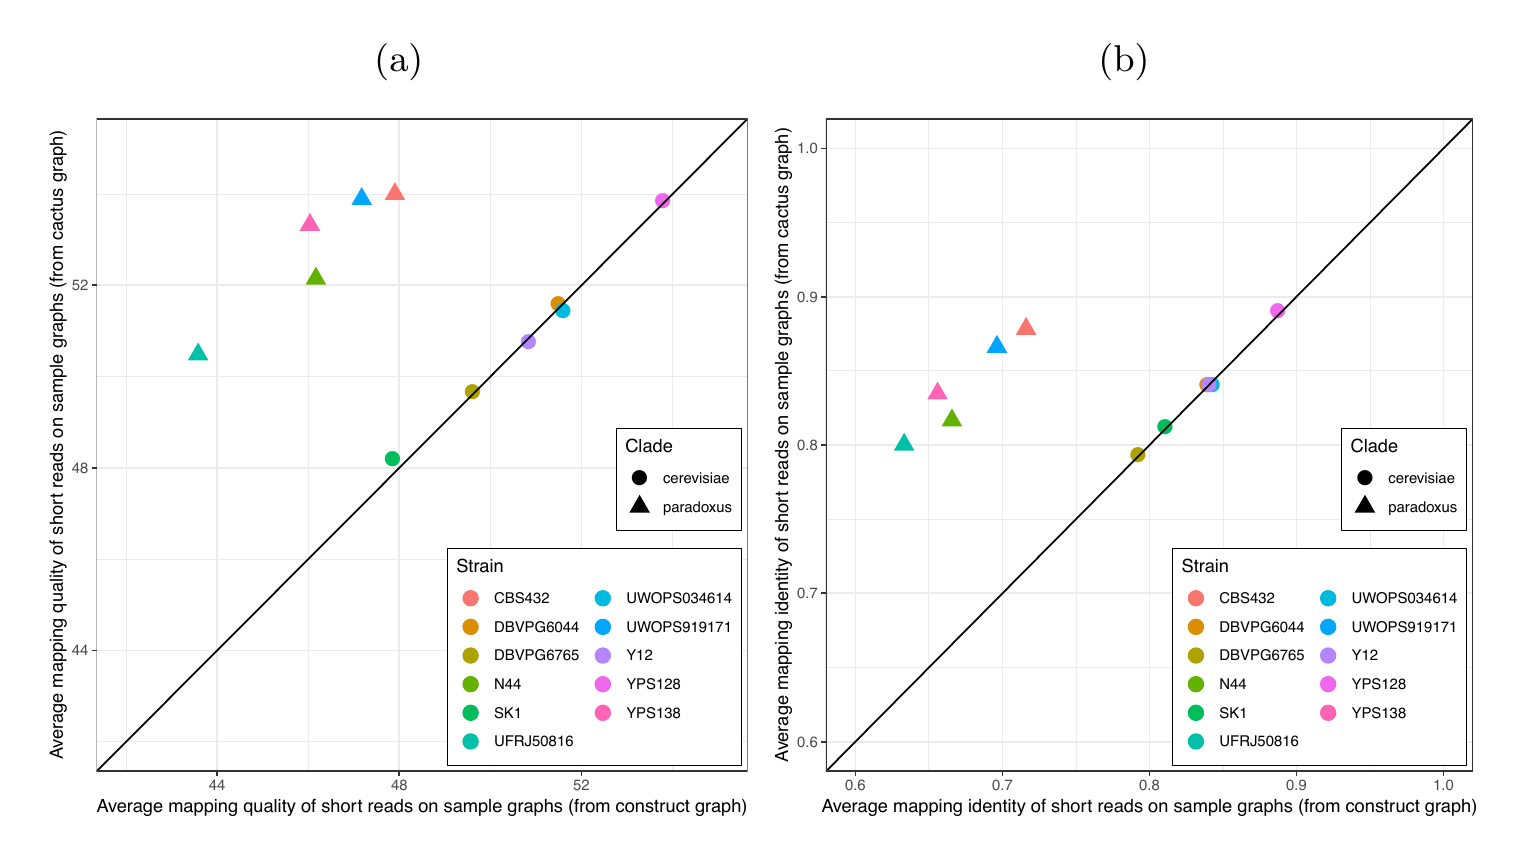 (a)
Average mapping quality of short reads on sample graphs (from cactus graph)
52
48
44
Clade
cerevisiae
paradoxus
Strain
CBS432
DBVPG6044
DBVPG6765
N44
SK1
UFRJ50816
UWOPS034614
UWOPS919171
Y12
YPS128
YPS138
44 48 52
Average mapping quality of short reads on sample graphs (from construct graph)
(b)
Average mapping identity of short reads on sample graphs (from cactus graph)
1.0
0.9
0.8
0.7
0.6
Clade
cerevisiae
paradoxus
Strain
CBS432
DBVPG6044
DBVPG6765
N44
SK1
UFRJ50816
UWOPS034614
UWOPS919171
Y12
YPS128
YPS138
0.6 0.7 0.8 0.9 1.0
Average mapping identity of short reads on sample graphs (from construct graph)